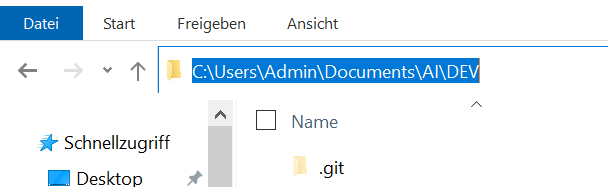 Datei Start Freigeben Ansicht
C:\Users\Admin\Documents\AI\DEV
Name
Schnellzugriff
.git
Desktop